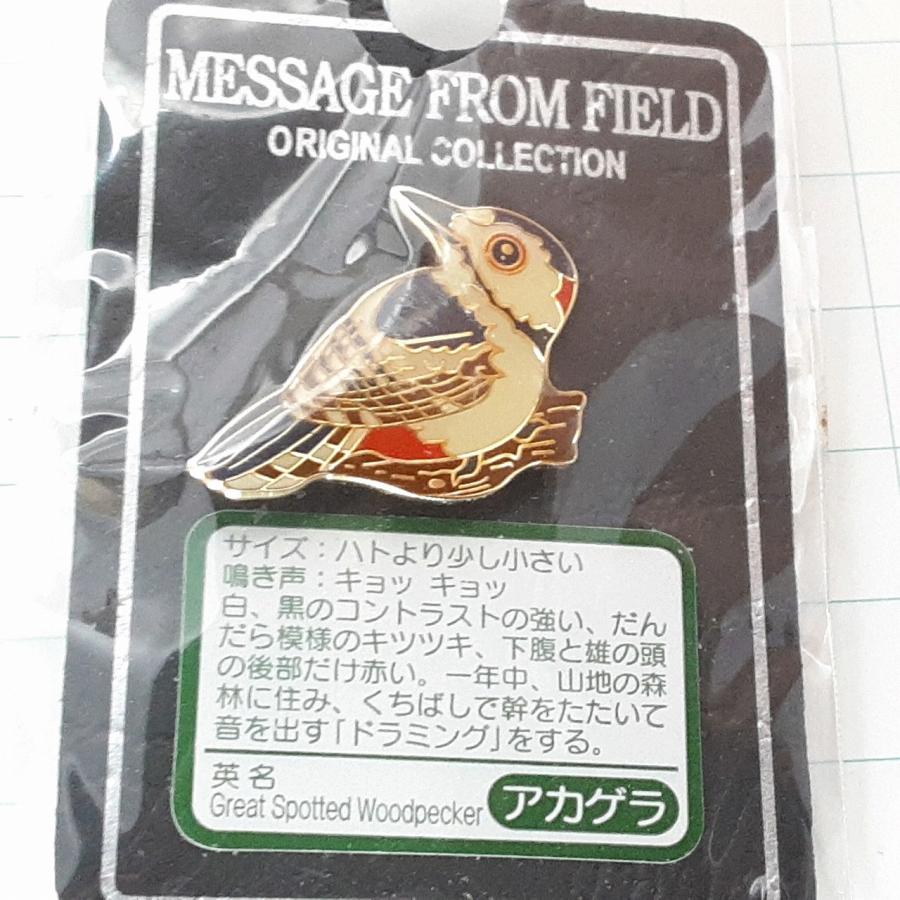 MESSAGE FROM FIELD
ORIGINAL COLLECTION
サイズ：ハトより少し小さい
鳴き声：キョッ キョッ
白、黒のコントラストの強い、だん
だら模様のキツツキ、下腹と雄の頭
の後部だけ赤い。一年中、山地の森
林に住み、くちばしで幹をたたいて
音を出す「ドラミング」をする。
英名
Great Spotted Woodpecker アカゲラ